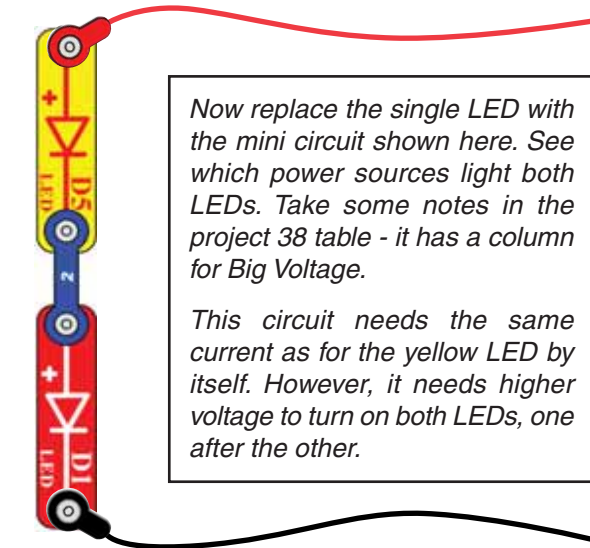 +
D5
LED
2
+
D1
LED
Now replace the single LED with
the mini circuit shown here. See
which power sources light both
LEDs. Take some notes in the
project 38 table - it has a column
for Big Voltage.
This circuit needs the same
current as for the yellow LED by
itself. However, it needs higher
voltage to turn on both LEDs, one
after the other.